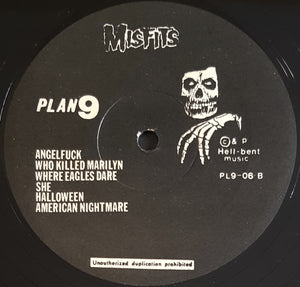 MISFITS
PLAN 9
© & P
Hell-bent
music
PL9-06 B
ANGELFUCK
WHO KILLED MARILYN
WHERE EAGLES DARE
SHE
HALLOWEEN
AMERICAN NIGHTMARE
Unauthorized duplication prohibited